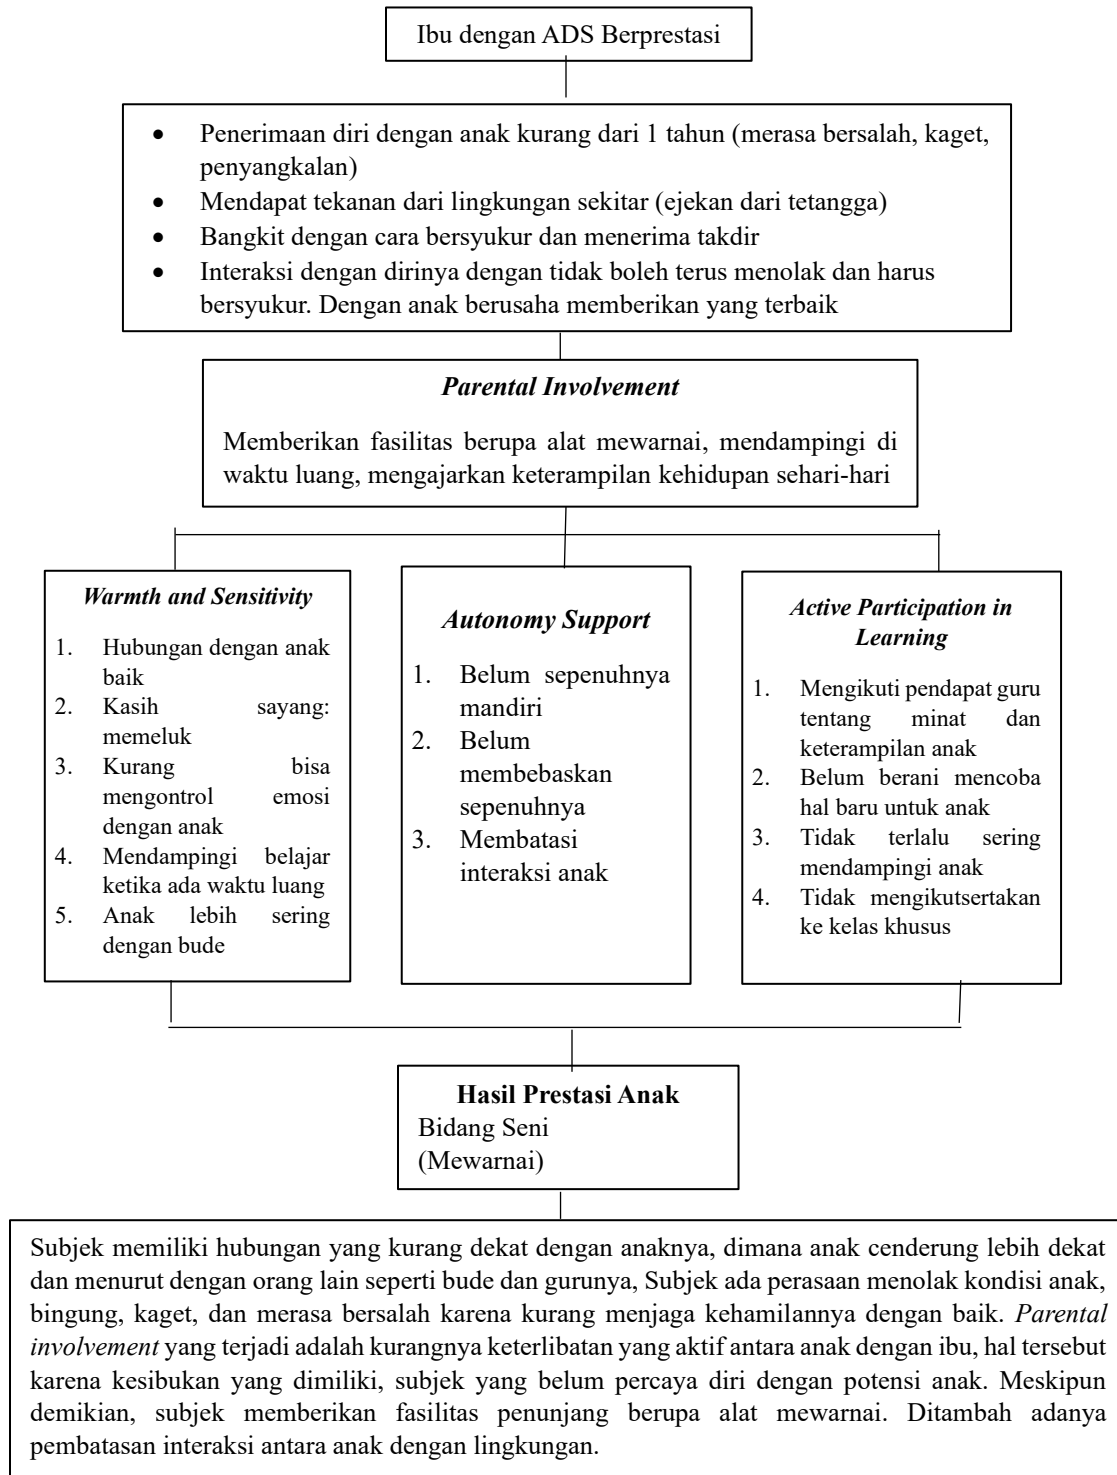 Ibu dengan ADS Berprestasi
• Penerimaan diri dengan anak kurang dari 1 tahun (merasa bersalah, kaget,
penyangkalan)
• Mendapat tekanan dari lingkungan sekitar (ejekan dari tetangga)
• Bangkit dengan cara bersyukur dan menerima takdir
• Interaksi dengan dirinya dengan tidak boleh terus menolak dan harus
bersyukur. Dengan anak berusaha memberikan yang terbaik
Parental Involvement
Memberikan fasilitas berupa alat mewarnai, mendampingi di
waktu luang, mengajarkan keterampilan kehidupan sehari-hari
Warmth and Sensitivity
1. Hubungan dengan anak
baik
2. Kasih sayang:
memeluk
3. Kurang bisa
mengontrol emosi
dengan anak
4. Mendampingi belajar
ketika ada waktu luang
5. Anak lebih sering
dengan bude
Autonomy Support
1. Belum sepenuhnya
mandiri
2. Belum
membebaskan
sepenuhnya
3. Membatasi
interaksi anak
Active Participation in
Learning
1. Mengikuti pendapat guru
tentang minat dan
keterampilan anak
2. Belum berani mencoba
hal baru untuk anak
3. Tidak terlalu sering
mendampingi anak
4. Tidak mengikutsertakan
ke kelas khusus
Hasil Prestasi Anak
Bidang Seni
(Mewarnai)
Subjek memiliki hubungan yang kurang dekat dengan anaknya, dimana anak cenderung lebih dekat
dan menurut dengan orang lain seperti bude dan gurunya, Subjek ada perasaan menolak kondisi anak,
bingung, kaget, dan merasa bersalah karena kurang menjaga kehamilannya dengan baik. Parental
involvement yang terjadi adalah kurangnya keterlibatan yang aktif antara anak dengan ibu, hal tersebut
karena kesibukan yang dimiliki, subjek yang belum percaya diri dengan potensi anak. Meskipun
demikian, subjek memberikan fasilitas penunjang berupa alat mewarnai. Ditambah adanya
pembatasan interaksi antara anak dengan lingkungan.